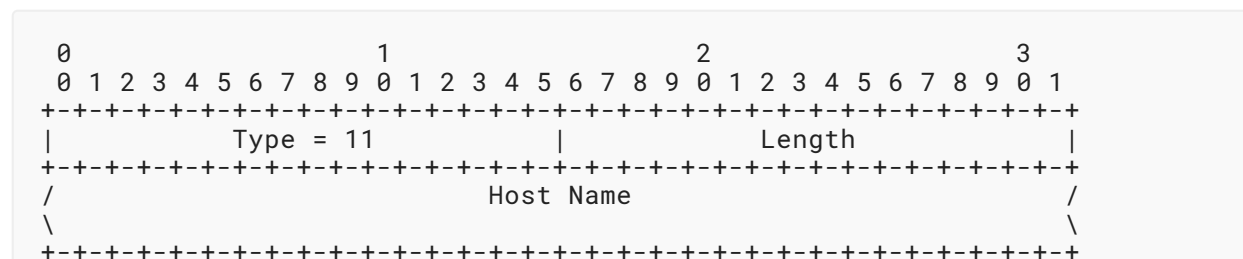 0                   1                   2                   3
 0 1 2 3 4 5 6 7 8 9 0 1 2 3 4 5 6 7 8 9 0 1 2 3 4 5 6 7 8 9 0 1
+-+-+-+-+-+-+-+-+-+-+-+-+-+-+-+-+-+-+-+-+-+-+-+-+-+-+-+-+-+-+-+-+
|           Type = 11           |            Length             |
+-+-+-+-+-+-+-+-+-+-+-+-+-+-+-+-+-+-+-+-+-+-+-+-+-+-+-+-+-+-+-+-+
/                           Host Name                           /
\                                                               \
+-+-+-+-+-+-+-+-+-+-+-+-+-+-+-+-+-+-+-+-+-+-+-+-+-+-+-+-+-+-+-+-+